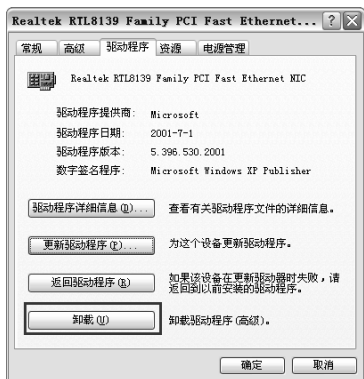 Realtek RTL8139 Family PCI Fast Ethernet...
常规 高级 驱动程序 资源 电源管理
Realtek RTL8139 Family PCI Fast Ethernet NIC
驱动程序提供商: Microsoft
驱动程序日期: 2001-7-1
驱动程序版本: 5.396.530.2001
数字签名程序: Microsoft Windows XP Publisher
驱动程序详细信息(D)... 查看有关驱动程序文件的详细信息。
更新驱动程序(P)... 为这个设备更新驱动程序。
返回驱动程序(R) 如果该设备在更新驱动器时失败，请
返回到以前安装的驱动程序。
卸载(U) 卸载驱动程序(高级)。
确定 取消